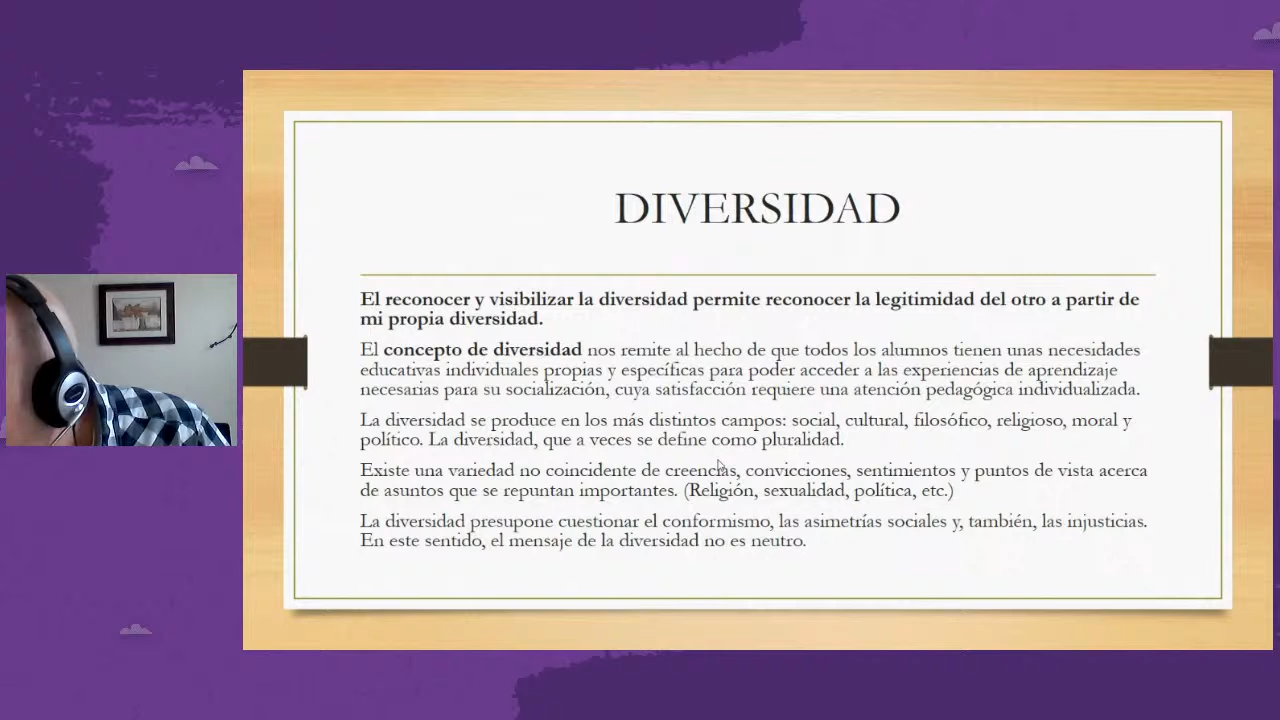 DIVERSIDAD
El reconocer y visibilizar la diversidad permite reconocer la legitimidad del otro a partir de
mi propia diversidad.
El concepto de diversidad nos remite al hecho de que todos los alumnos tienen unas necesidades
educativas individuales propias y específicas para poder acceder a las experiencias de aprendizaje
necesarias para su socialización, cuya satisfacción requiere una atención pedagógica individualizada.
La diversidad se produce en los más distintos campos: social, cultural, filosófico, religioso, moral y
político. La diversidad, que a veces se define como pluralidad.
Existe una variedad no coincidente de creencias, convicciones, sentimientos y puntos de vista acerca
de asuntos que se repuntan importantes. (Religión, sexualidad, política, etc.)
La diversidad presupone cuestionar el conformismo, las asimetrías sociales y, también, las injusticias.
En este sentido, el mensaje de la diversidad no es neutro.